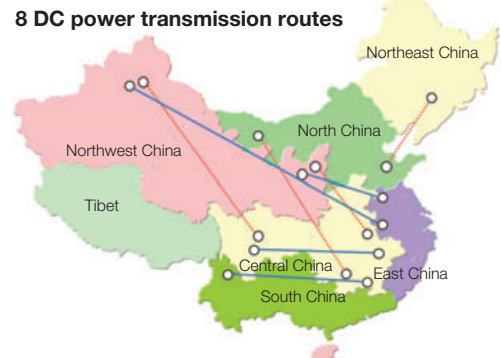 8 DC power transmission routes
Northeast China
North China
Northwest China
Tibet
Central China
East China
South China